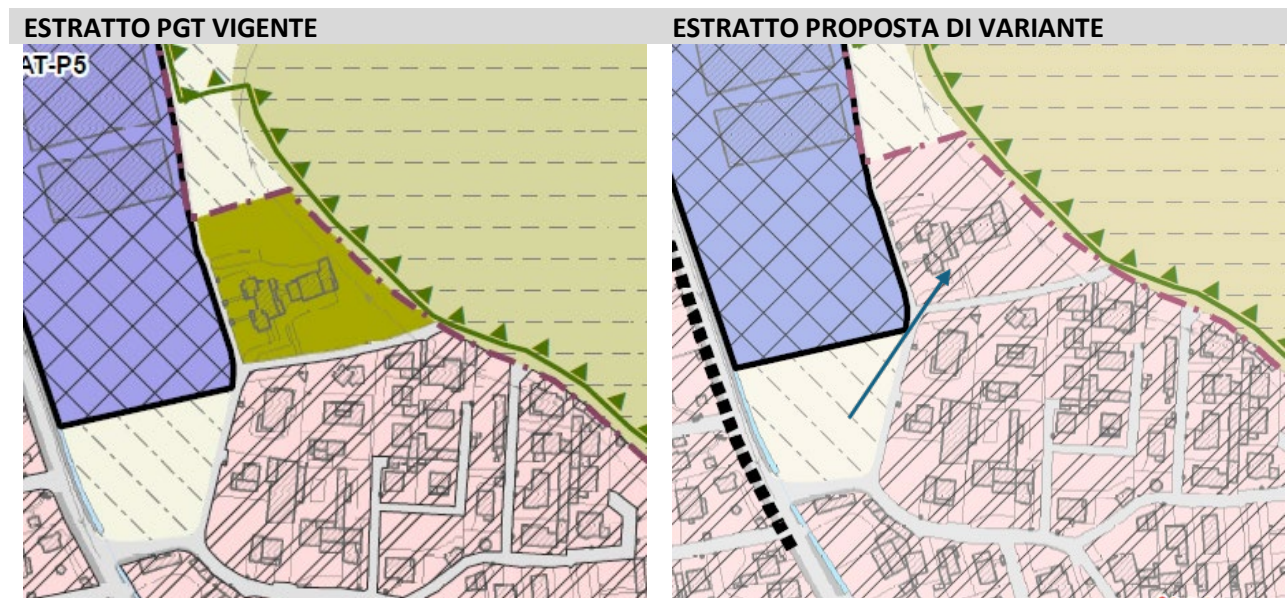 ESTRATTO PGT VIGENTE
ESTRATTO PROPOSTA DI VARIANTE
AT-P5